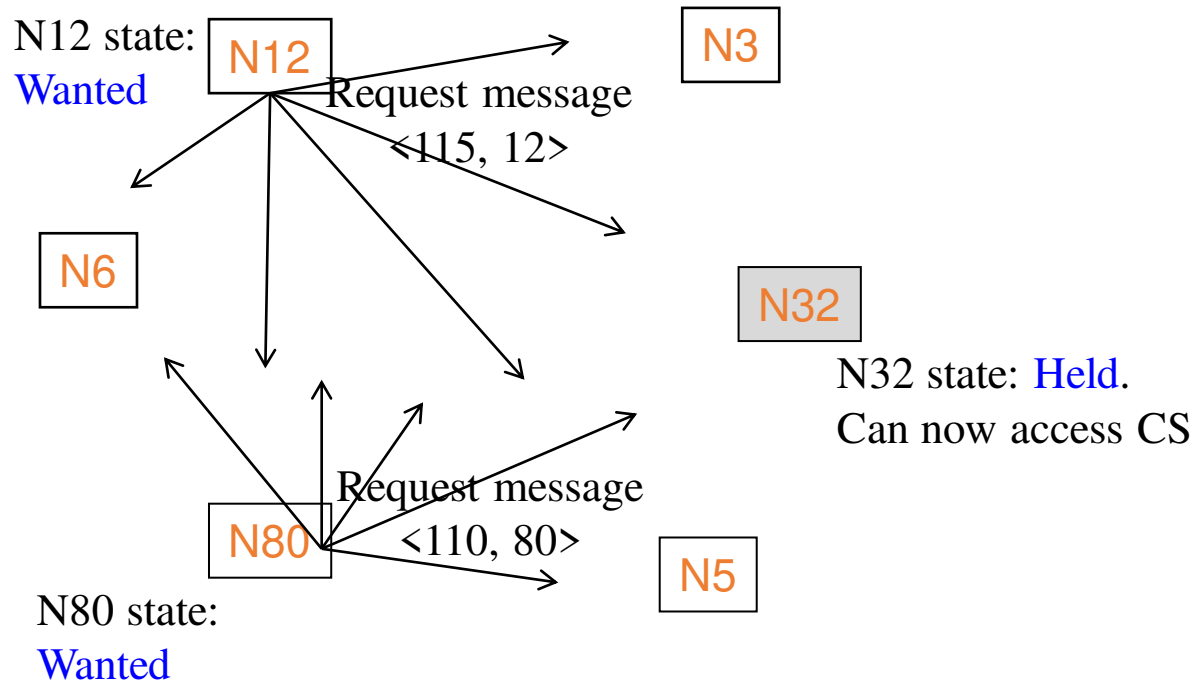 N12 state:
Wanted
N12
N3
Request message
<115, 12>
N6
N32
N32 state: Held.
Can now access CS
Request message
<110, 80>
N80
N5
N80 state:
Wanted